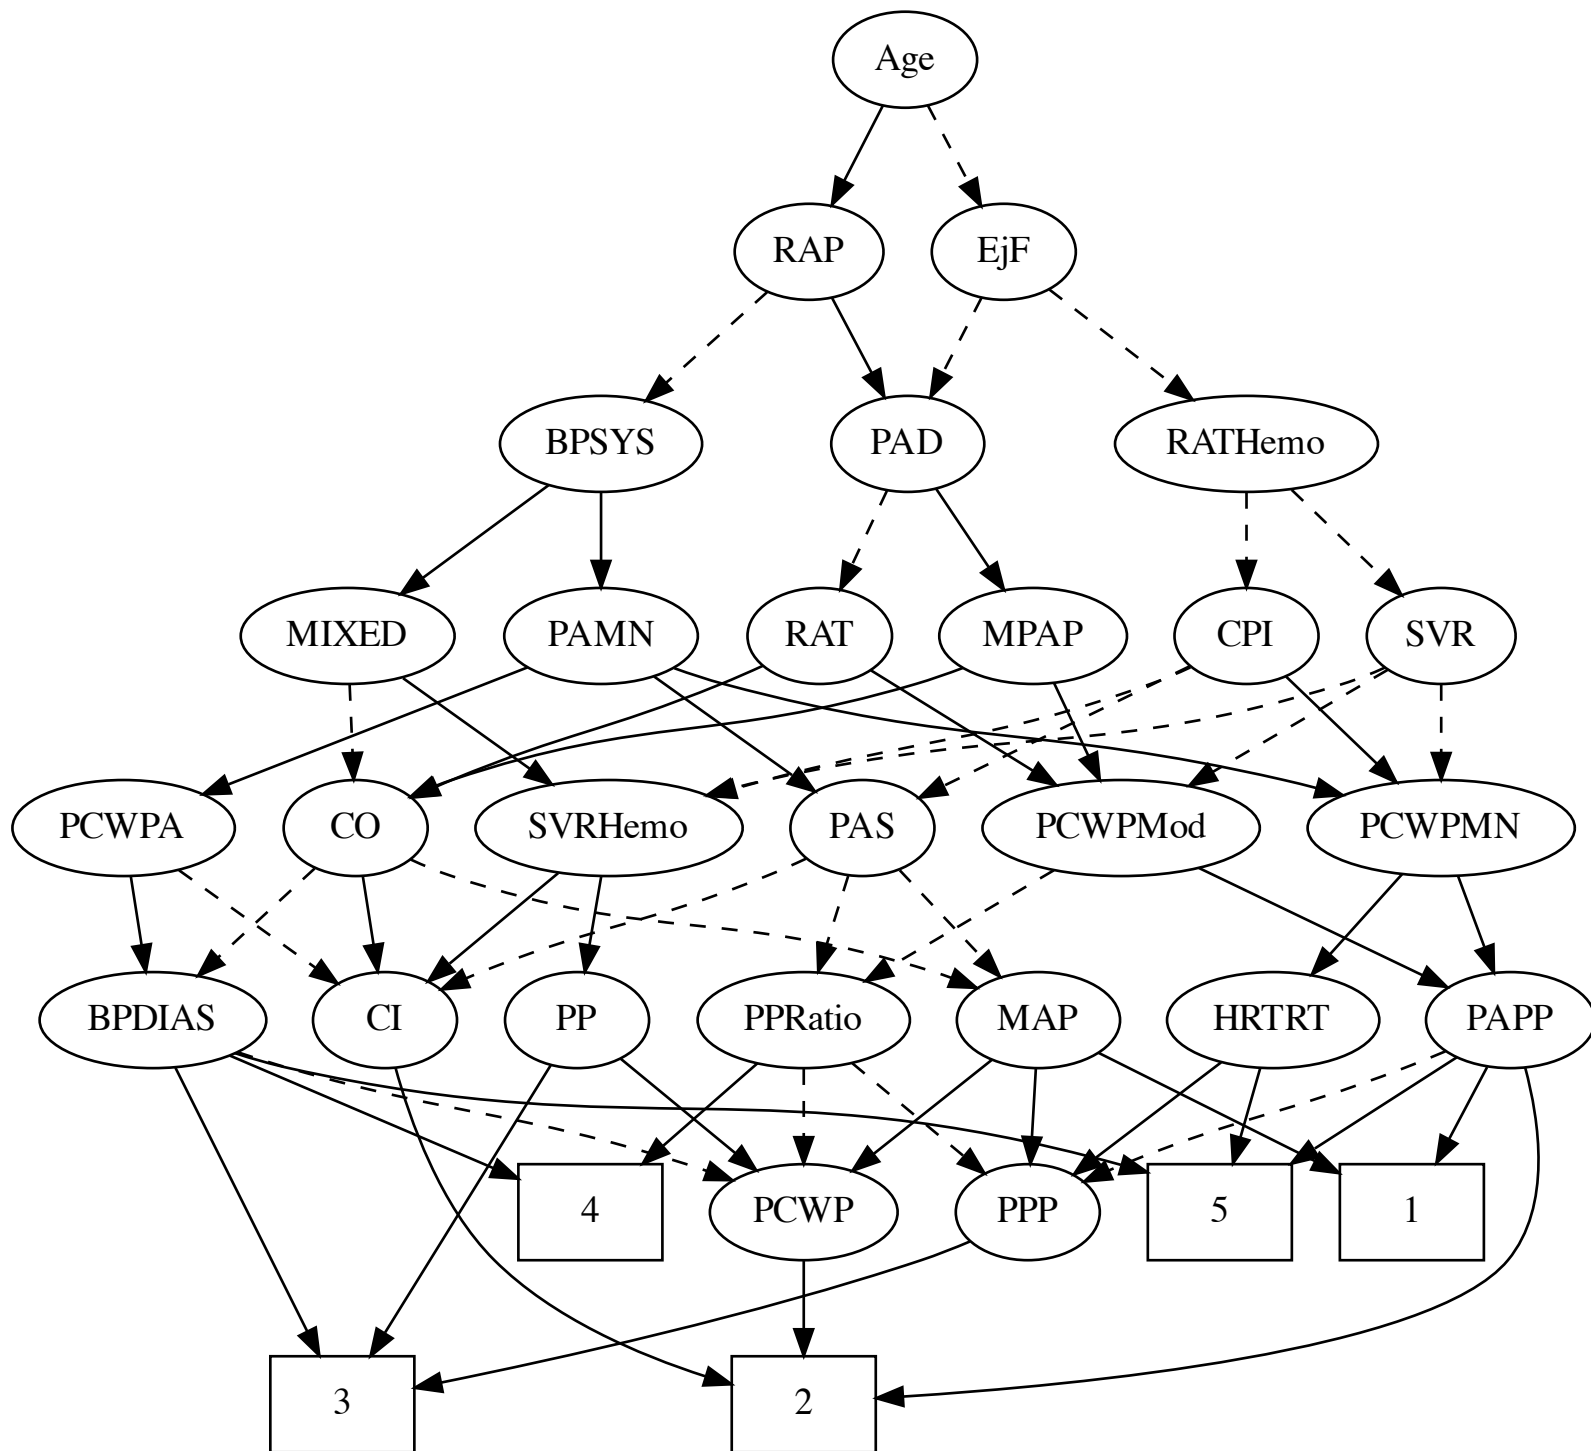 Age
RAP
EjF
BPSYS
PAD
RATHemo
MIXED
PAMN
RAT
MPAP
CPI
SVR
PCWPA
CO
SVRHemo
PAS
PCWPMod
PCWPMN
BPDIAS
CI
PP
PPRatio
MAP
HRTRT
PAPP
4
PCWP
PPP
5
1
3
2